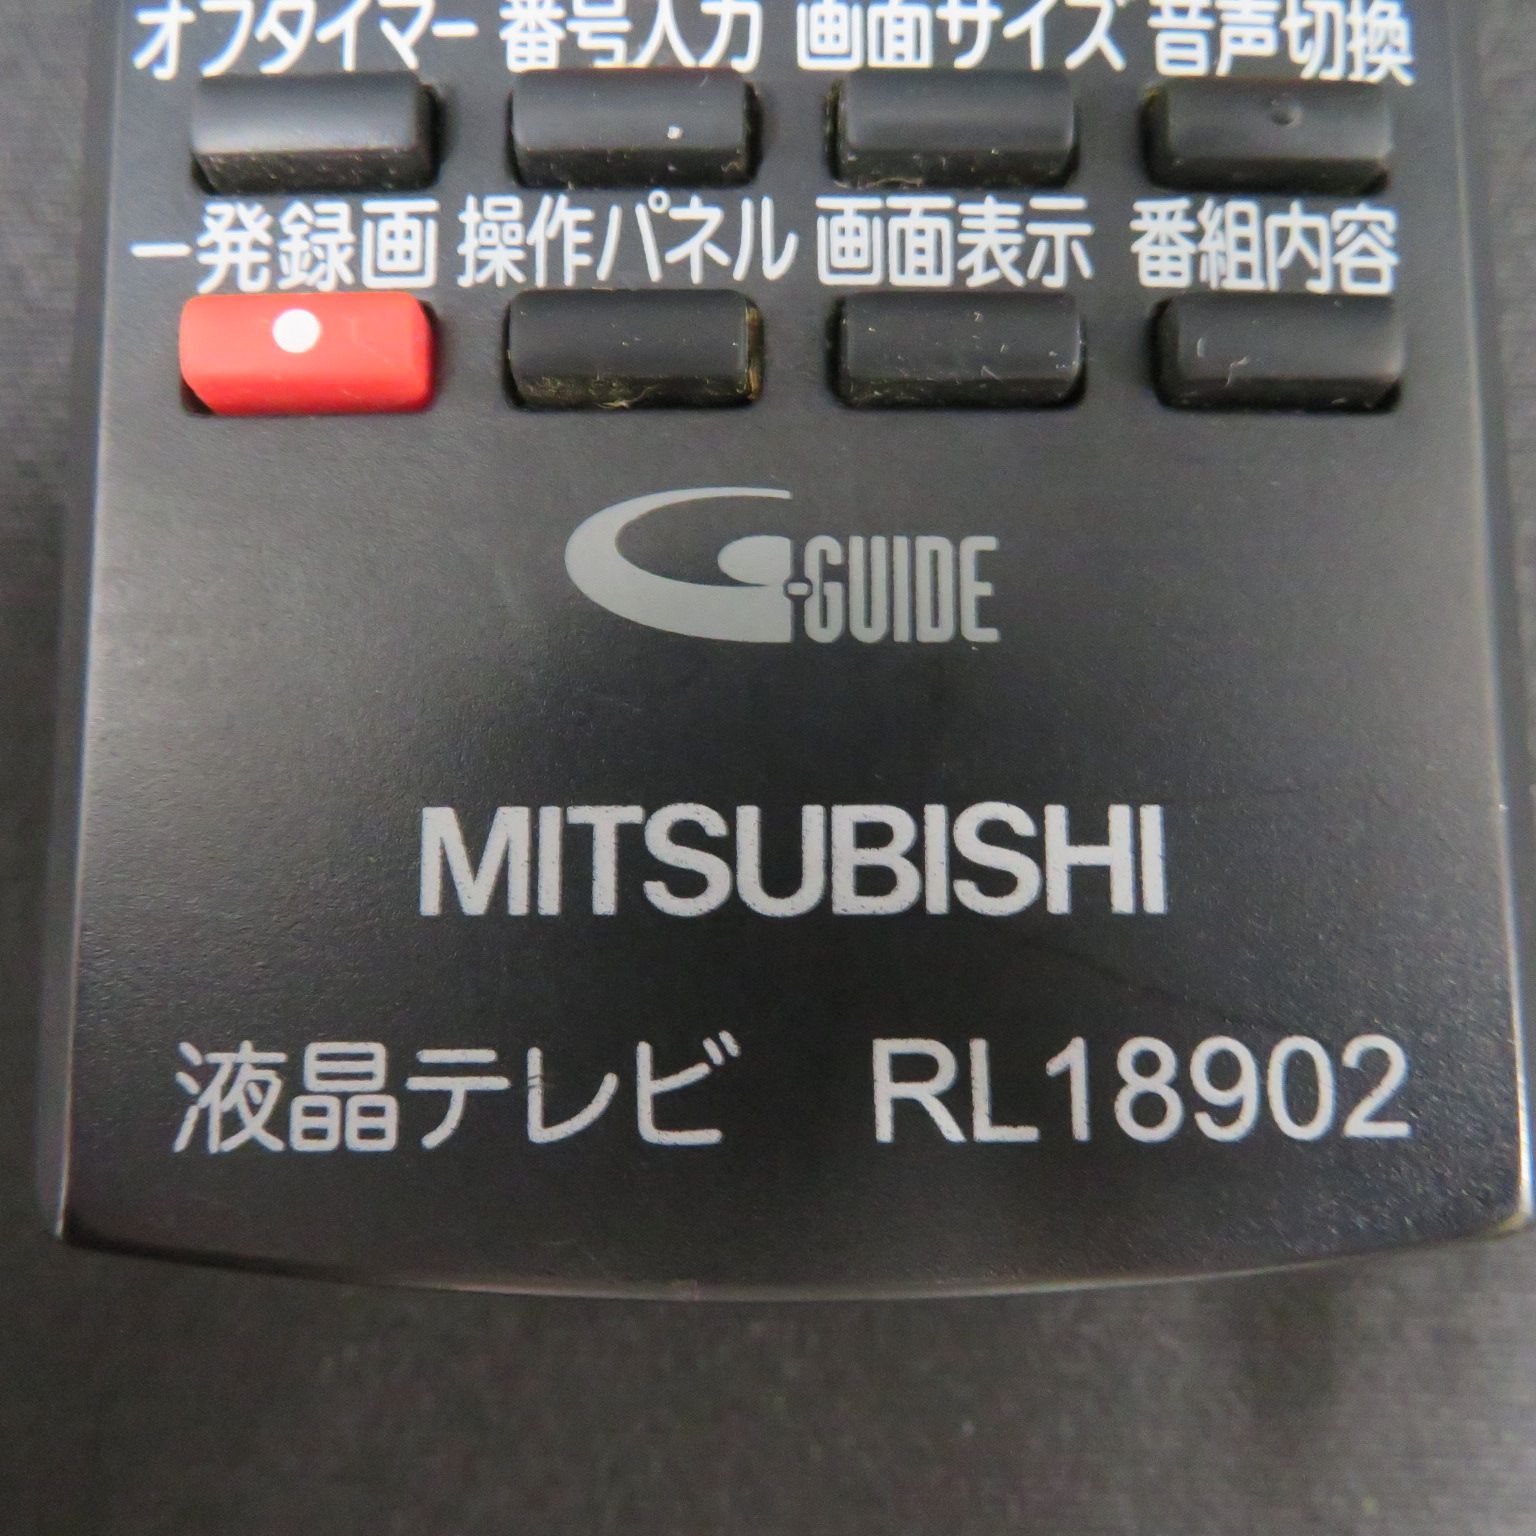 オフタイマー 番号入力 画面サイズ 音声切換
一発録画 操作パネル 画面表示 番組内容
G-GUIDE
MITSUBISHI
液晶テレビ RL18902